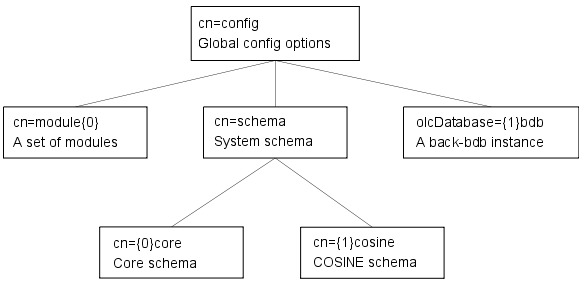 cn=config
Global config options
cn=module{0}
A set of modules
cn=schema
System schema
olcDatabase={1}bdb
A back-bdb instance
cn={0}core
Core schema
cn={1}cosine
COSINE schema